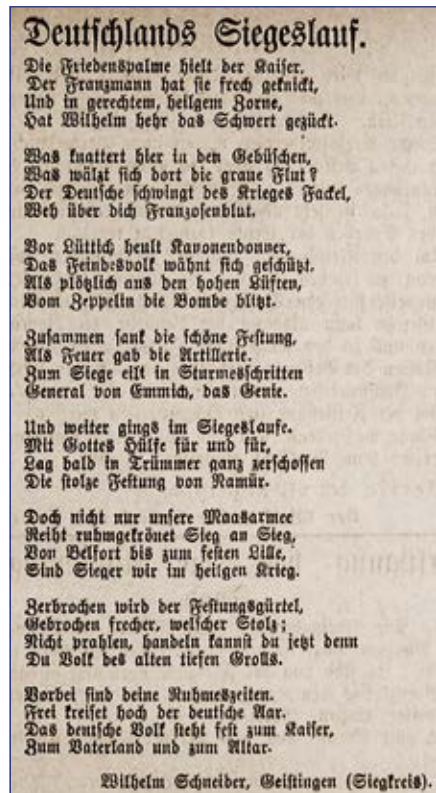 Deutschlands Siegeslauf.
Die Friedenspalme hielt der Kaiser.
Der Franzmann hat sie frech geknickt,
Und in gerechtem, heilgem Zorne,
Hat Wilhelm hehr das Schwert gezückt.
Was knattert hier in den Gebüschen,
Was wälzt sich dort die graue Flut?
Der Deutsche schwingt des Krieges Fackel,
Weh über dich Franzosenblut.
Vor Lüttich heult Kanonendonner,
Das Feindesvolk wähnt sich geschützt.
Als plötzlich aus den hohen Lüften,
Vom Zeppelin die Bombe blitzt.
Zusammen sank die schöne Festung,
Als Feuer gab die Artillerie.
Zum Siege eilt in Sturmesschritten
General von Emmich, das Genie.
Und weiter gings im Siegeslaufe.
Mit Gottes Hülfe für und für,
Lag bald in Trümmer ganz zerschossen
Die stolze Festung von Namür.
Doch nicht nur unsere Maasarmee
Reiht ruhmgekrönet Sieg an Sieg,
Von Belfort bis zum festen Lille,
Sind Sieger wir im heilgen Krieg.
Zerbrochen wird der Festungsgürtel,
Gebrochen frecher, welscher Stolz;
Nicht prahlen, handeln kannst du jetzt denn
Du Volk des alten tiefen Grolls.
Vorbei sind deine Ruhmeszeiten.
Frei kreiset hoch der deutsche Aar.
Das deutsche Volk steht fest zum Kaiser,
Zum Vaterland und zum Altar.
Wilhelm Schneider, Geistingen (Siegkreis).